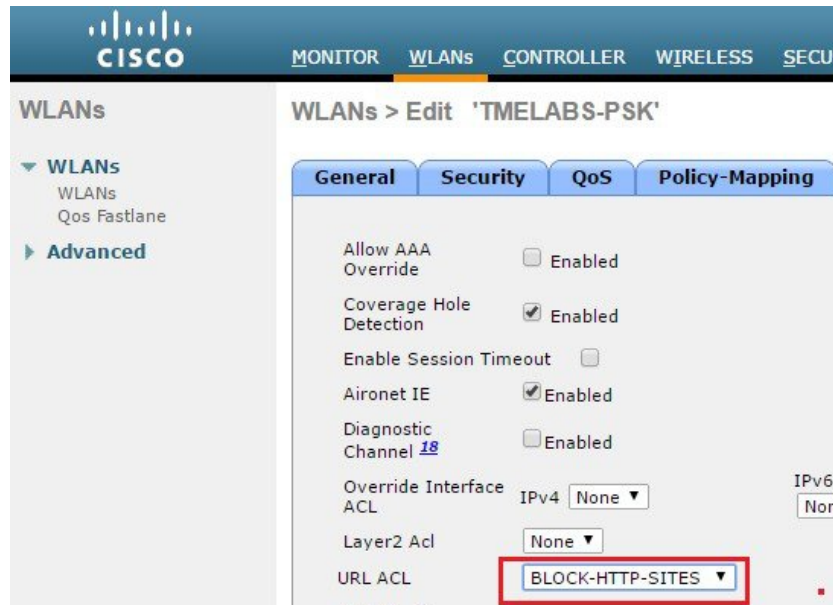 CISCO
MONITOR WLANs CONTROLLER WIRELESS SECU
WLANs
WLANs > Edit 'TMELABS-PSK'
WLANs
WLANs
Qos Fastlane
Advanced
General Security QoS Policy-Mapping
Allow AAA
Override
Enabled
Coverage Hole
Detection
Enabled
Enable Session Timeout
Aironet IE
Enabled
Diagnostic
Channel 18
Enabled
Override Interface
ACL
IPv4 None
IPv6
Nor
Layer2 Acl
None
URL ACL
BLOCK-HTTP-SITES